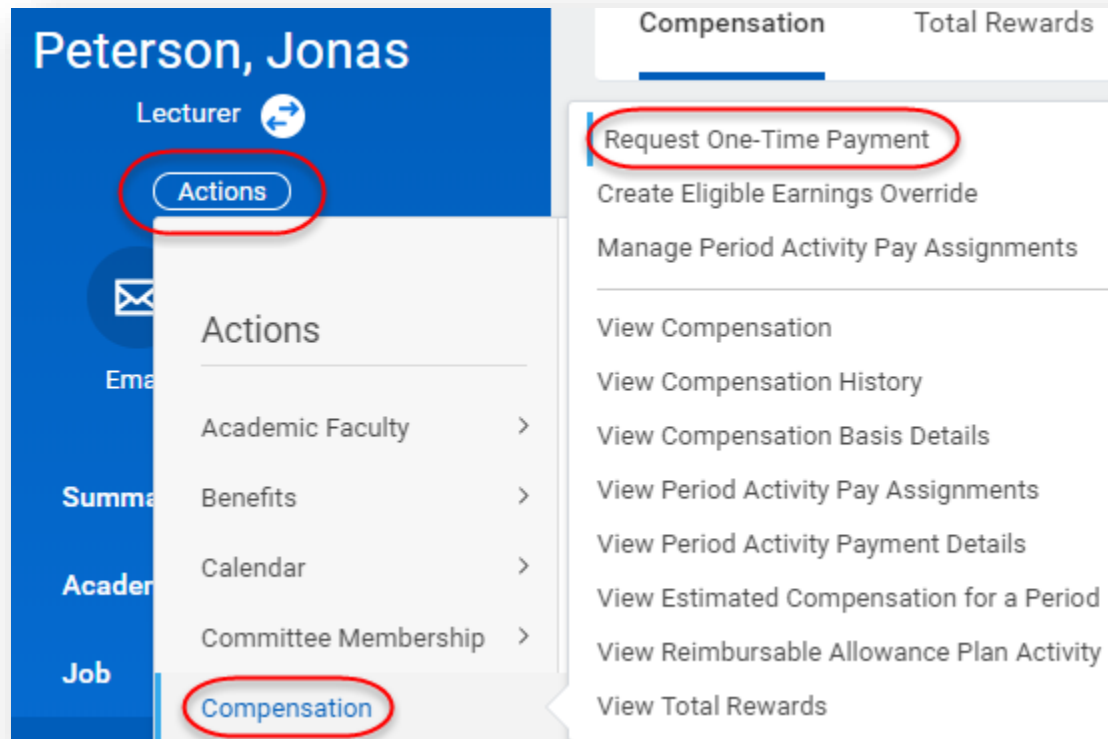 Peterson, Jonas
Lecturer
Actions
Ema
Summa
Acader
Job
Actions
Academic Faculty
Benefits
Calendar
Committee Membership
Compensation
Compensation Total Rewards
Request One-Time Payment
Create Eligible Earnings Override
Manage Period Activity Pay Assignments
View Compensation
View Compensation History
View Compensation Basis Details
View Period Activity Pay Assignments
View Period Activity Payment Details
View Estimated Compensation for a Period
View Reimbursable Allowance Plan Activity
View Total Rewards